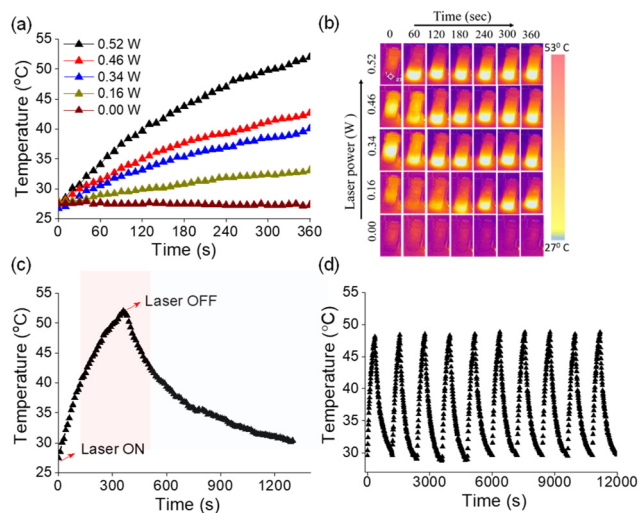 (a)
0.52 W
0.46 W
0.34 W
0.16 W
0.00 W
Temperature (°C)
55
50
45
40
35
30
25
0 60 120 180 240 300 360
Time (s)
(b)
Time (sec)
0 60 120 180 240 300 360
Laser power (W )
0.52
0.46
0.34
0.16
0.00
53° C
27° C
(c)
Laser OFF
Laser ON
Temperature (°C)
55
50
45
40
35
30
25
0 300 600 900 1200
Time (s)
(d)
Temperature (°C)
55
50
45
40
35
30
0 3000 6000 9000 12000
Time (s)